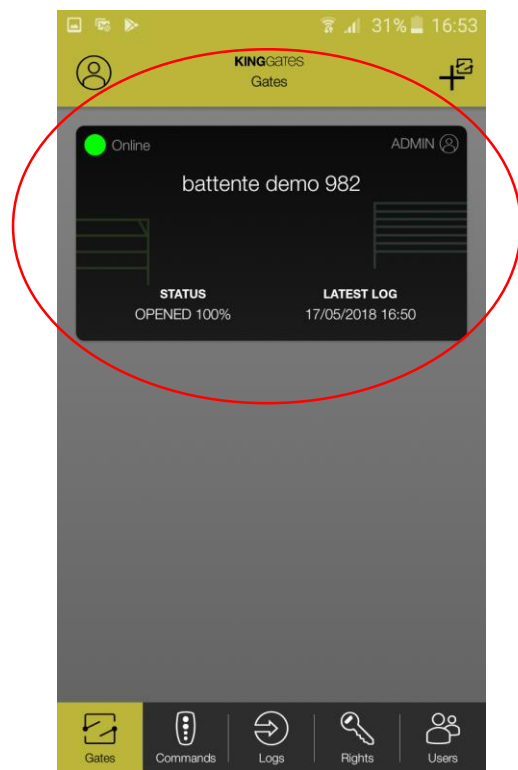 31% 16:53
KINGGATES
Gates
Online
ADMIN
battente demo 982
STATUS
LATEST LOG
OPENED 100%
17/05/2018 16:50
Gates
Commands
Logs
Rights
Users